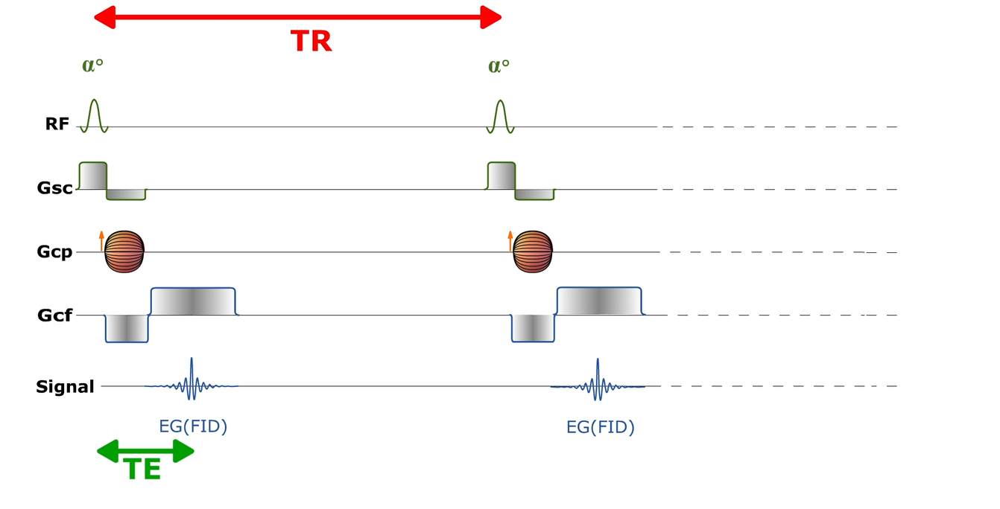 TR
α° α°
RF
Gsc
Gcp
Gcf
Signal
EG(FID) EG(FID)
TE